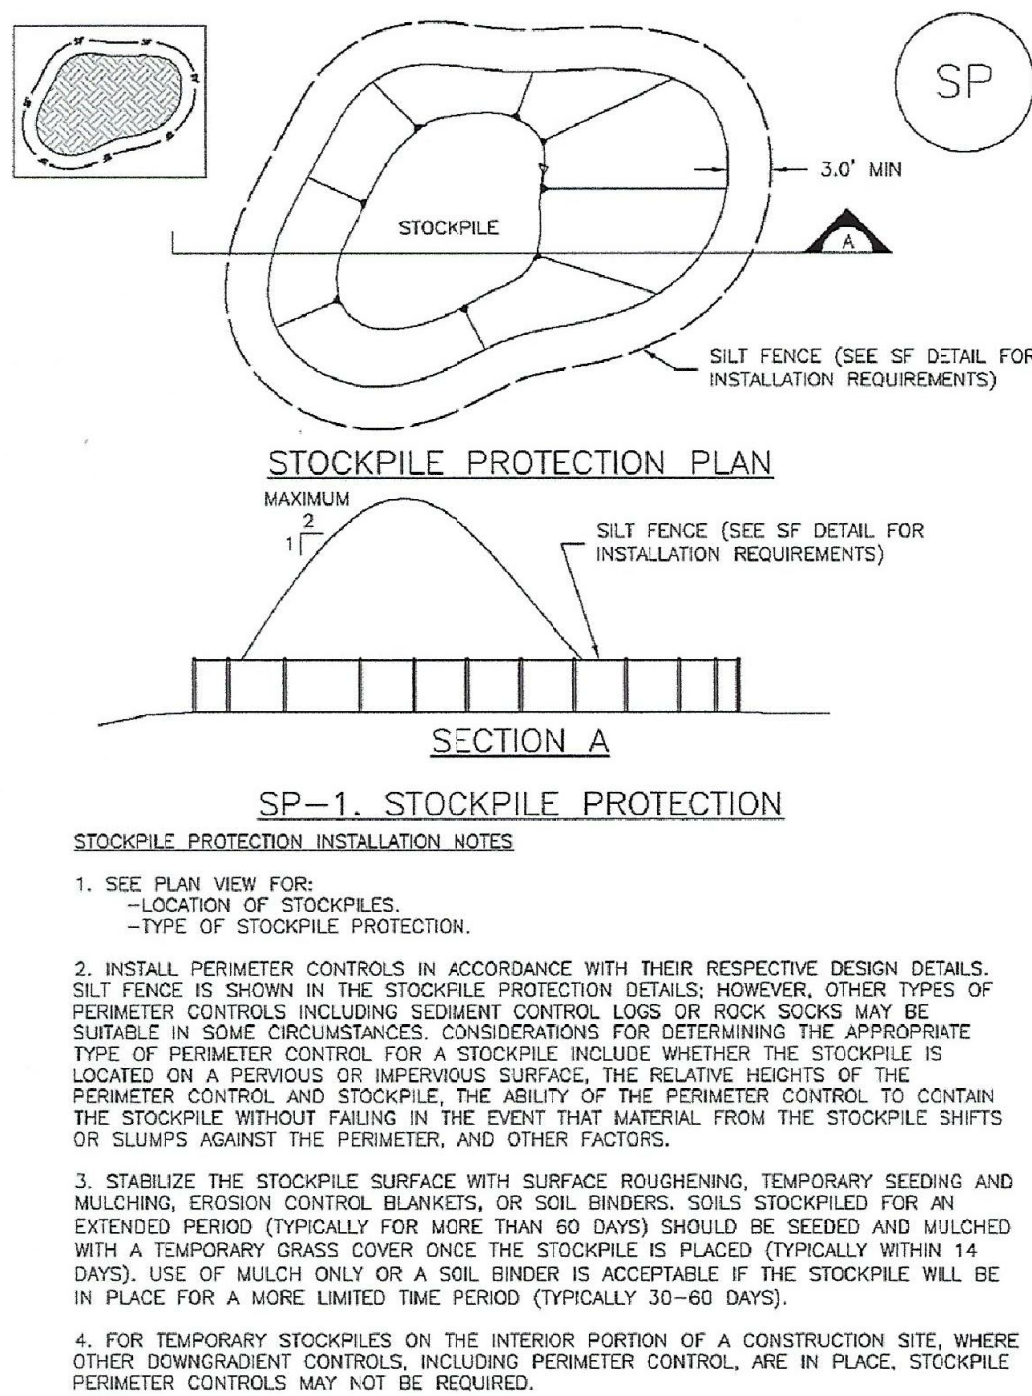 SF SF
SF SF
SF SF SF
SP
3.0' MIN
STOCKPILE
A
SILT FENCE (SEE SF DETAIL FOR
INSTALLATION REQUIREMENTS)
STOCKPILE PROTECTION PLAN
MAXIMUM
2
1
SILT FENCE (SEE SF DETAIL FOR
INSTALLATION REQUIREMENTS)
SECTION A
SP-1. STOCKPILE PROTECTION
STOCKPILE PROTECTION INSTALLATION NOTES
1. SEE PLAN VIEW FOR:
-LOCATION OF STOCKPILES.
-TYPE OF STOCKPILE PROTECTION.
2. INSTALL PERIMETER CONTROLS IN ACCORDANCE WITH THEIR RESPECTIVE DESIGN DETAILS.
SILT FENCE IS SHOWN IN THE STOCKPILE PROTECTION DETAILS; HOWEVER, OTHER TYPES OF
PERIMETER CONTROLS INCLUDING SEDIMENT CONTROL LOGS OR ROCK SOCKS MAY BE
SUITABLE IN SOME CIRCUMSTANCES. CONSIDERATIONS FOR DETERMINING THE APPROPRIATE
TYPE OF PERIMETER CONTROL FOR A STOCKPILE INCLUDE WHETHER THE STOCKPILE IS
LOCATED ON A PERVIOUS OR IMPERVIOUS SURFACE, THE RELATIVE HEIGHTS OF THE
PERIMETER CONTROL AND STOCKPILE, THE ABILITY OF THE PERIMETER CONTROL TO CONTAIN
THE STOCKPILE WITHOUT FAILING IN THE EVENT THAT MATERIAL FROM THE STOCKPILE SHIFTS
OR SLUMPS AGAINST THE PERIMETER, AND OTHER FACTORS.
3. STABILIZE THE STOCKPILE SURFACE WITH SURFACE ROUGHENING, TEMPORARY SEEDING AND
MULCHING, EROSION CONTROL BLANKETS, OR SOIL BINDERS. SOILS STOCKPILED FOR AN
EXTENDED PERIOD (TYPICALLY FOR MORE THAN 60 DAYS) SHOULD BE SEEDED AND MULCHED
WITH A TEMPORARY GRASS COVER ONCE THE STOCKPILE IS PLACED (TYPICALLY WITHIN 14
DAYS). USE OF MULCH ONLY OR A SOIL BINDER IS ACCEPTABLE IF THE STOCKPILE WILL BE
IN PLACE FOR A MORE LIMITED TIME PERIOD (TYPICALLY 30-60 DAYS).
4. FOR TEMPORARY STOCKPILES ON THE INTERIOR PORTION OF A CONSTRUCTION SITE, WHERE
OTHER DOWNGRADIENT CONTROLS, INCLUDING PERIMETER CONTROL, ARE IN PLACE, STOCKPILE
PERIMETER CONTROLS MAY NOT BE REQUIRED.